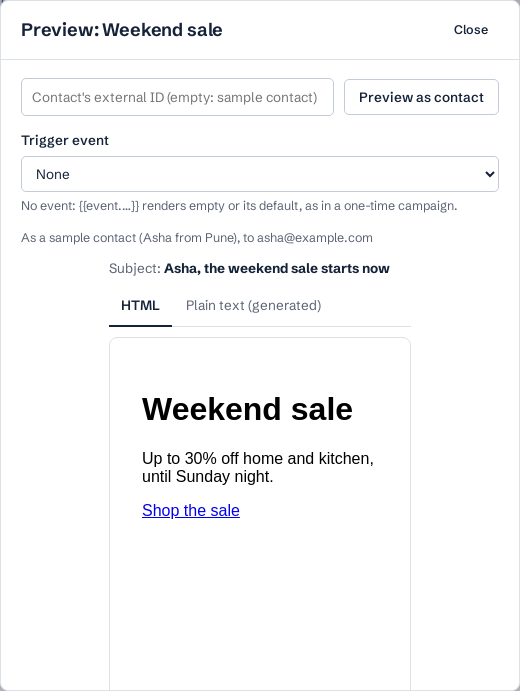 Preview: Weekend sale
Close
Contact's external ID (empty: sample contact)
Preview as contact
Trigger event
None
No event: {{event.…}} renders empty or its default, as in a one-time campaign.
As a sample contact (Asha from Pune), to asha@example.com
Subject: Asha, the weekend sale starts now
HTML
Plain text (generated)
Weekend sale
Up to 30% off home and kitchen,
until Sunday night.
Shop the sale